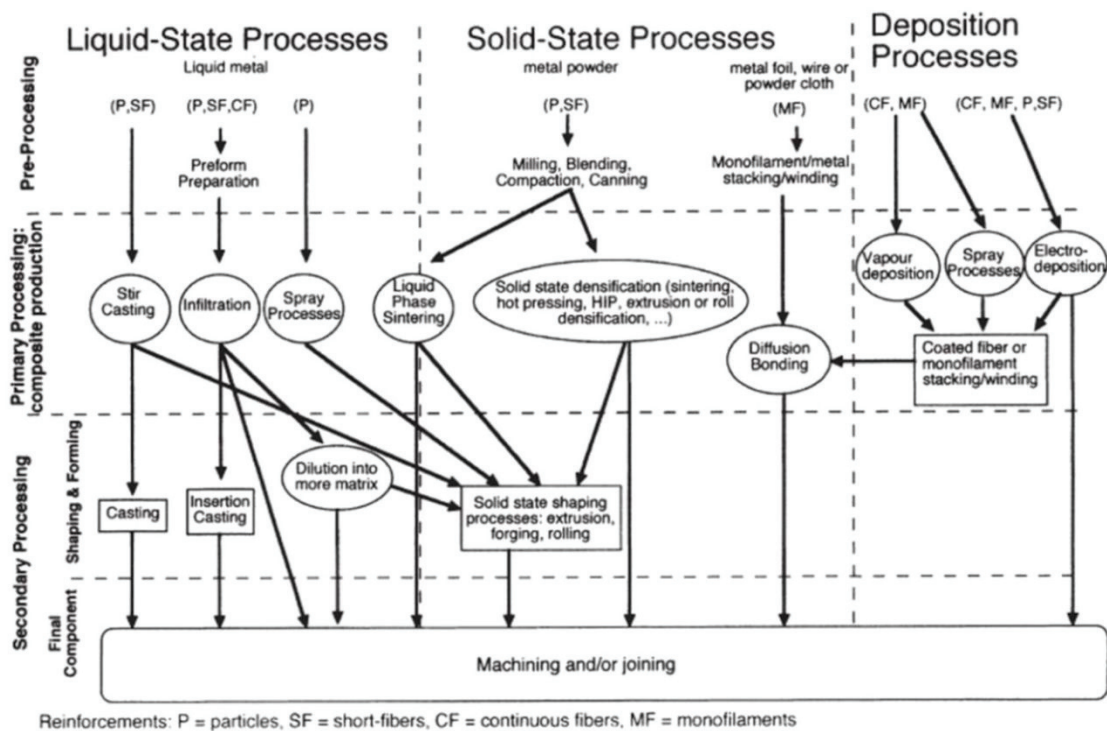 Liquid-State Processes
Liquid metal
Solid-State Processes
metal powder
metal foil, wire or
powder cloth
Deposition
Processes
Pre-Processing
(P,SF)
(P,SF,CF)
(P)
(P,SF)
(MF)
(CF, MF)
(CF, MF, P,SF)
Preform
Preparation
Milling, Blending,
Compaction, Canning
Monofilament/metal
stacking/winding
Primary Processing:
composite production
Stir
Casting
Infiltration
Spray
Processes
Liquid
Phase
Sintering
Solid state densification (sintering,
hot pressing, HIP, extrusion or roll
densification, ...)
Diffusion
Bonding
Vapour
deposition
Spray
Processes
Electro-
deposition
Coated fiber or
monofilament
stacking/winding
Secondary Processing
Shaping & Forming
Casting
Insertion
Casting
Dilution into
more matrix
Solid state shaping
processes: extrusion,
forging, rolling
Final
Component
Machining and/or joining
Reinforcements: P = particles, SF = short-fibers, CF = continuous fibers, MF = monofilaments